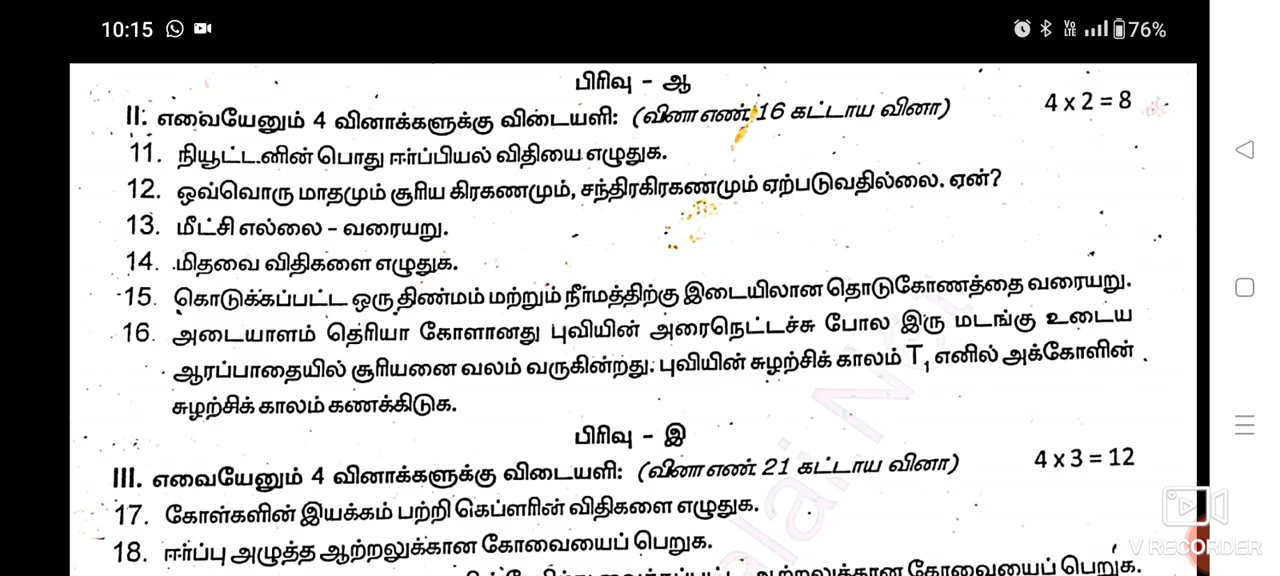 10:15
Vo LTE 76%
பிரிவு - ஆ
II. எவையேனும் 4 வினாக்களுக்கு விடையளி: (வினா எண். 16 கட்டாய வினா) 4 x 2 = 8
11. நியூட்டனின் பொது ஈர்ப்பியல் விதியை எழுதுக.
12. ஒவ்வொரு மாதமும் சூரிய கிரகணமும், சந்திரகிரகணமும் ஏற்படுவதில்லை. ஏன்?
13. மீட்சி எல்லை - வரையறு.
14. மிதவை விதிகளை எழுதுக.
15. கொடுக்கப்பட்ட ஒரு திண்மம் மற்றும் நீர்மத்திற்கு இடையிலான தொடுகோணத்தை வரையறு.
16. அடையாளம் தெரியா கோளானது புவியின் அரைநெட்டச்சு போல இரு மடங்கு உடைய
ஆரப்பாதையில் சூரியனை வலம் வருகின்றது. புவியின் சுழற்சிக் காலம் T₁ எனில் அக்கோளின்
சுழற்சிக் காலம் கணக்கிடுக.
பிரிவு - இ
III. எவையேனும் 4 வினாக்களுக்கு விடையளி: (வினா எண். 21 கட்டாய வினா) 4 x 3 = 12
17. கோள்களின் இயக்கம் பற்றி கெப்ளரின் விதிகளை எழுதுக.
18. ஈர்ப்பு அழுத்த ஆற்றலுக்கான கோவையைப் பெறுக.
ஆற்றலுக்கான கோவையைப் பெறுக.
V RECORDER